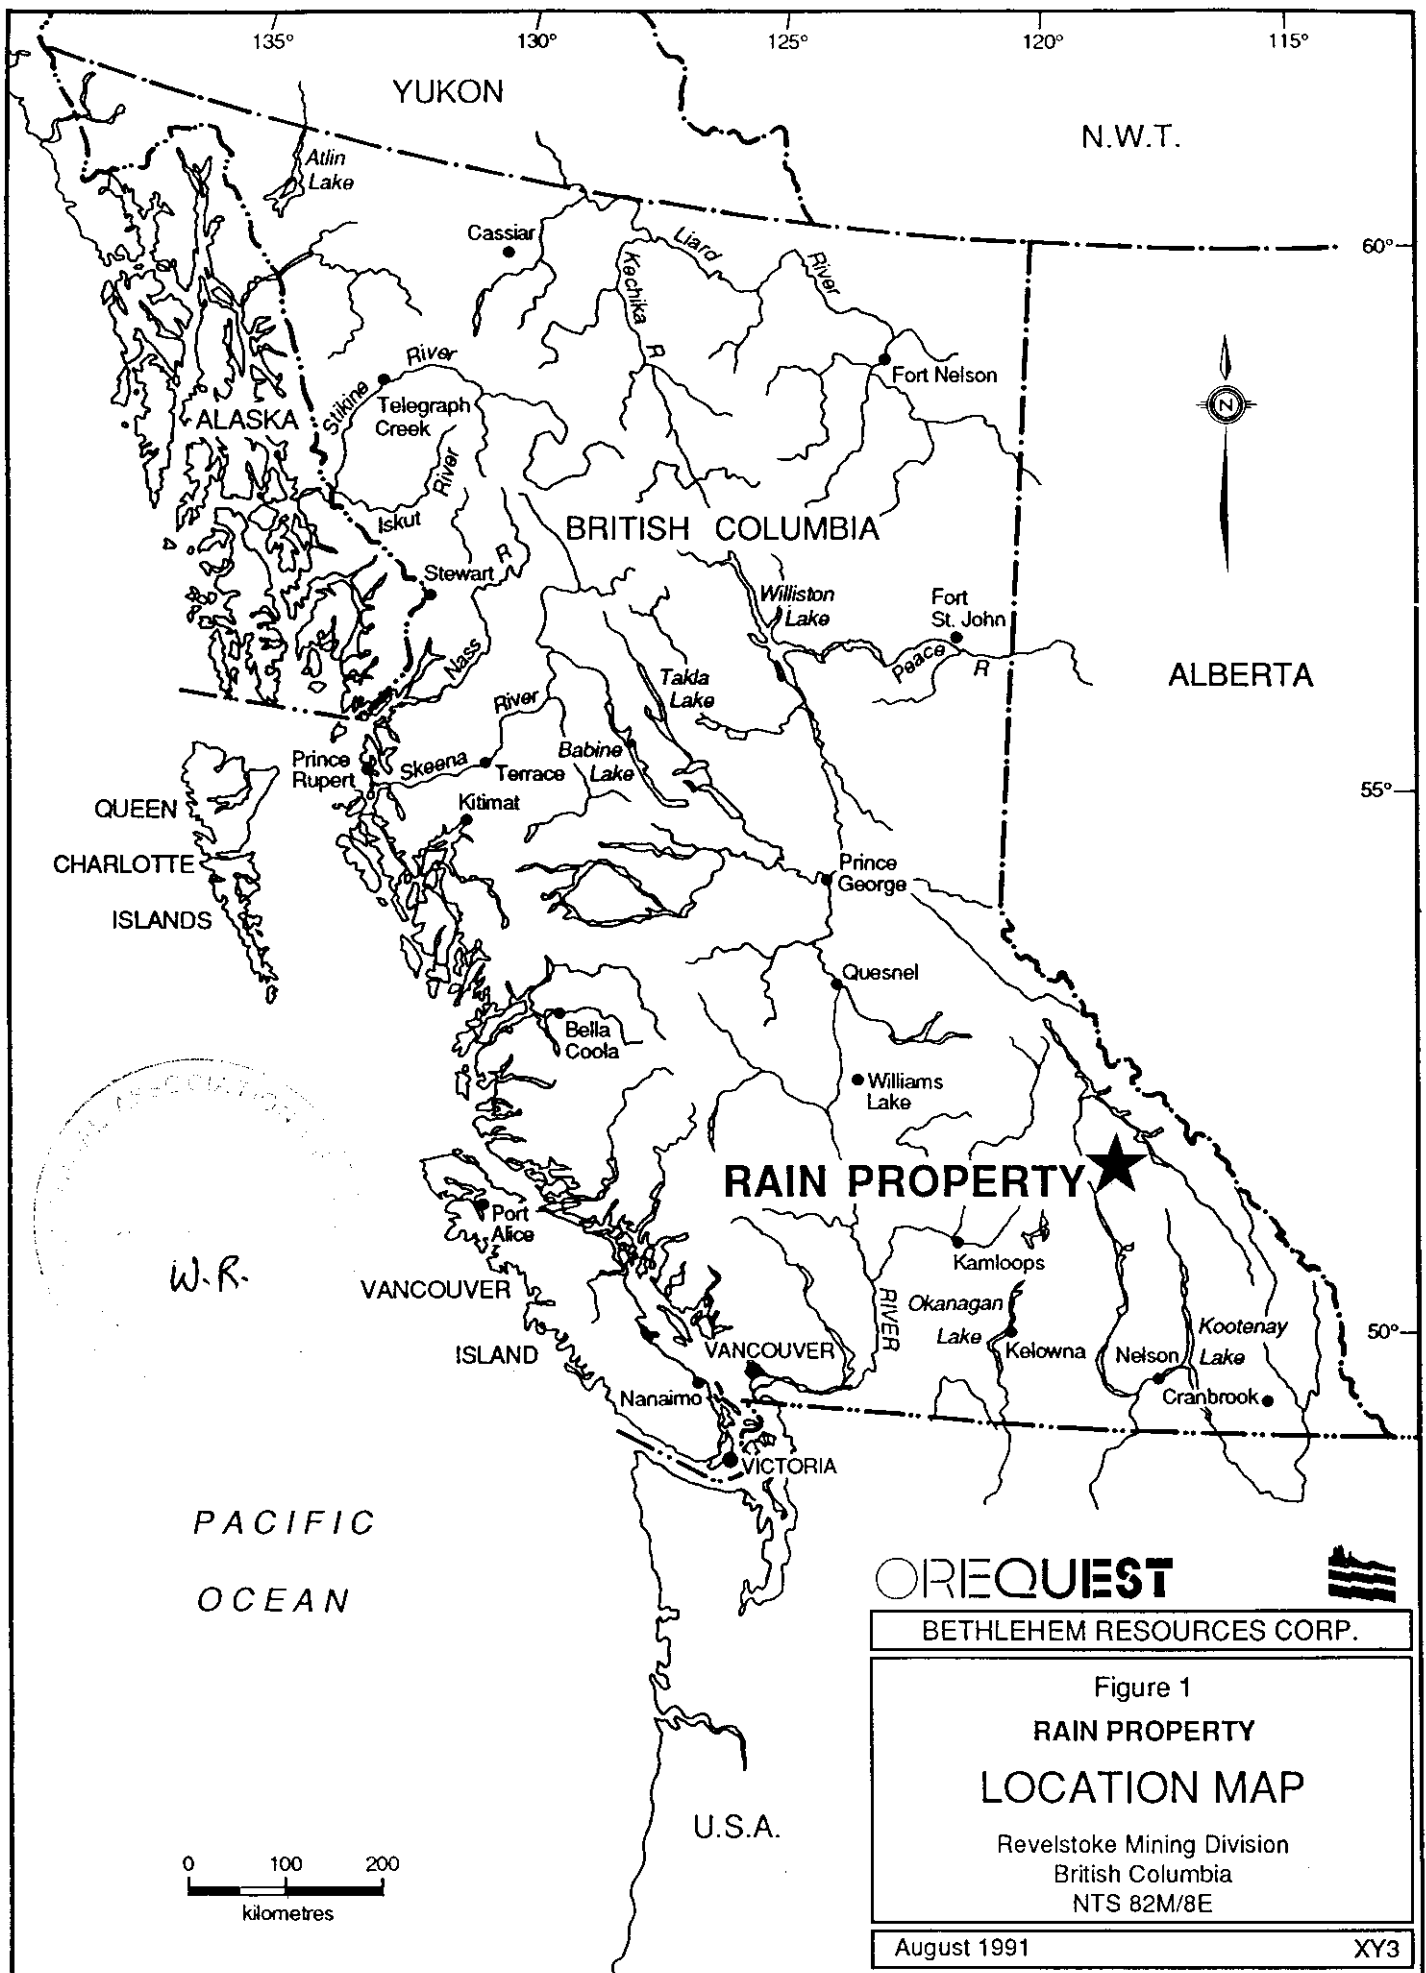 135°
130°
125°
120°
115°
YUKON
N.W.T.
Atlin
Lake
Cassiar
Liard
River
60°
Kechika
R
Fort Nelson
N
Stikine
River
Telegraph
Creek
ALASKA
River
Iskut
BRITISH COLUMBIA
Stewart
R
Nass
Williston
Lake
Fort
St. John
Peace
R
ALBERTA
Takla
Lake
River
Skeena
Terrace
Babine
Lake
Prince
Rupert
Kitimat
55°
QUEEN
CHARLOTTE
ISLANDS
Prince
George
Quesnel
Bella
Coola
Williams
Lake
RAIN PROPERTY
ASSOCIATION
W.R.
Port
Alice
VANCOUVER
ISLAND
Kamloops
RIVER
Okanagan
Lake
Kelowna
Kootenay
Lake
50°
Nelson
Cranbrook
VANCOUVER
Nanaimo
VICTORIA
PACIFIC
OCEAN
U.S.A.
0 100 200
kilometres
OREQUEST
BETHLEHEM RESOURCES CORP.
Figure 1
RAIN PROPERTY
LOCATION MAP
Revelstoke Mining Division
British Columbia
NTS 82M/8E
August 1991 XY3